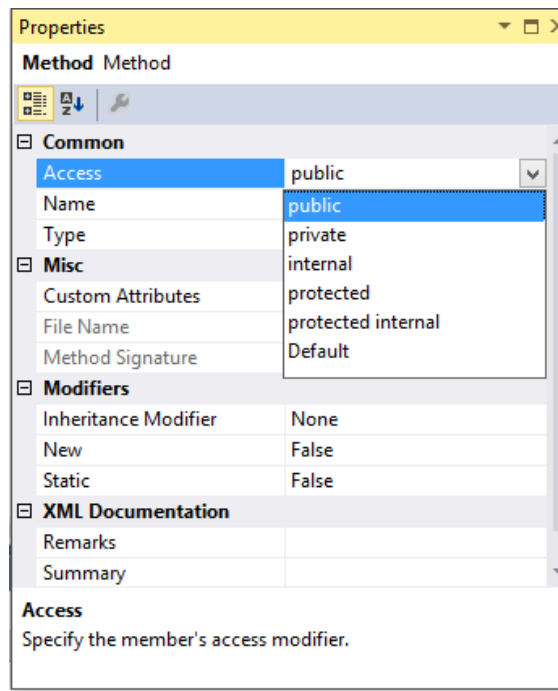 Properties
Method Method
Common
Access public
Name public
Type private
Misc internal
Custom Attributes protected
File Name protected internal
Method Signature Default
Modifiers
Inheritance Modifier None
New False
Static False
XML Documentation
Remarks
Summary
Access
Specify the member's access modifier.